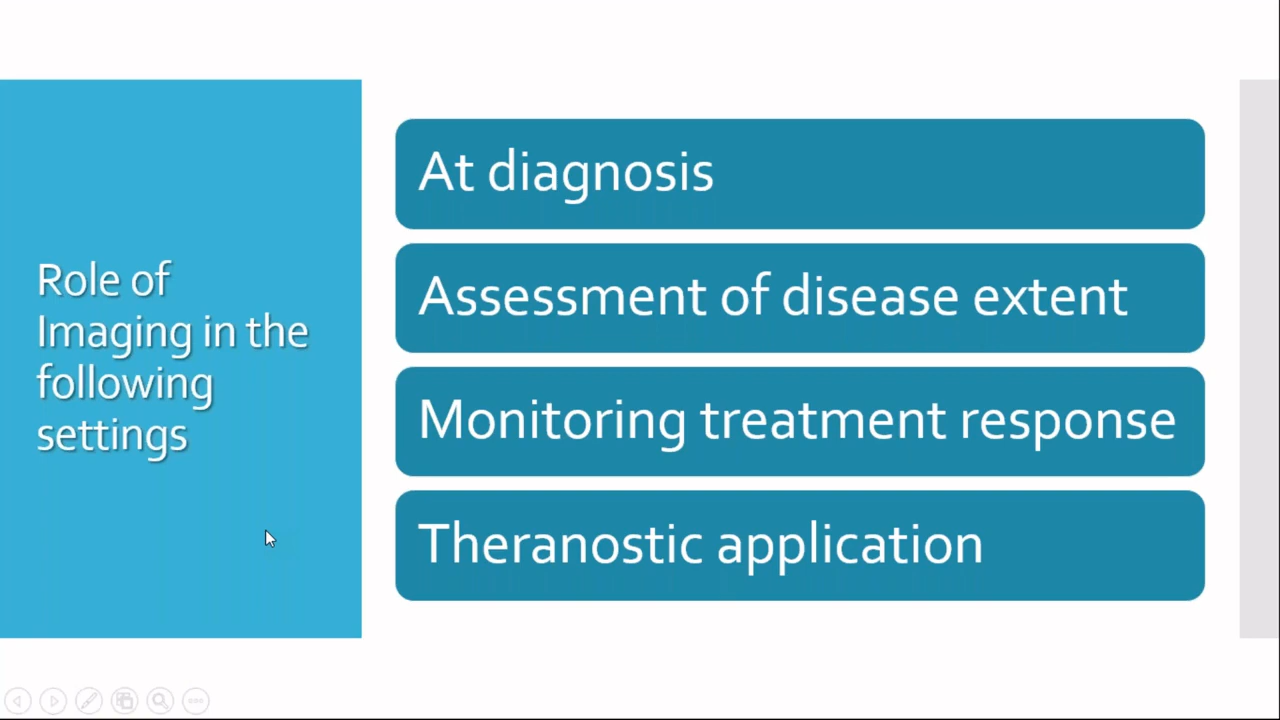 Role of
Imaging in the
following
settings
At diagnosis
Assessment of disease extent
Monitoring treatment response
Theranostic application